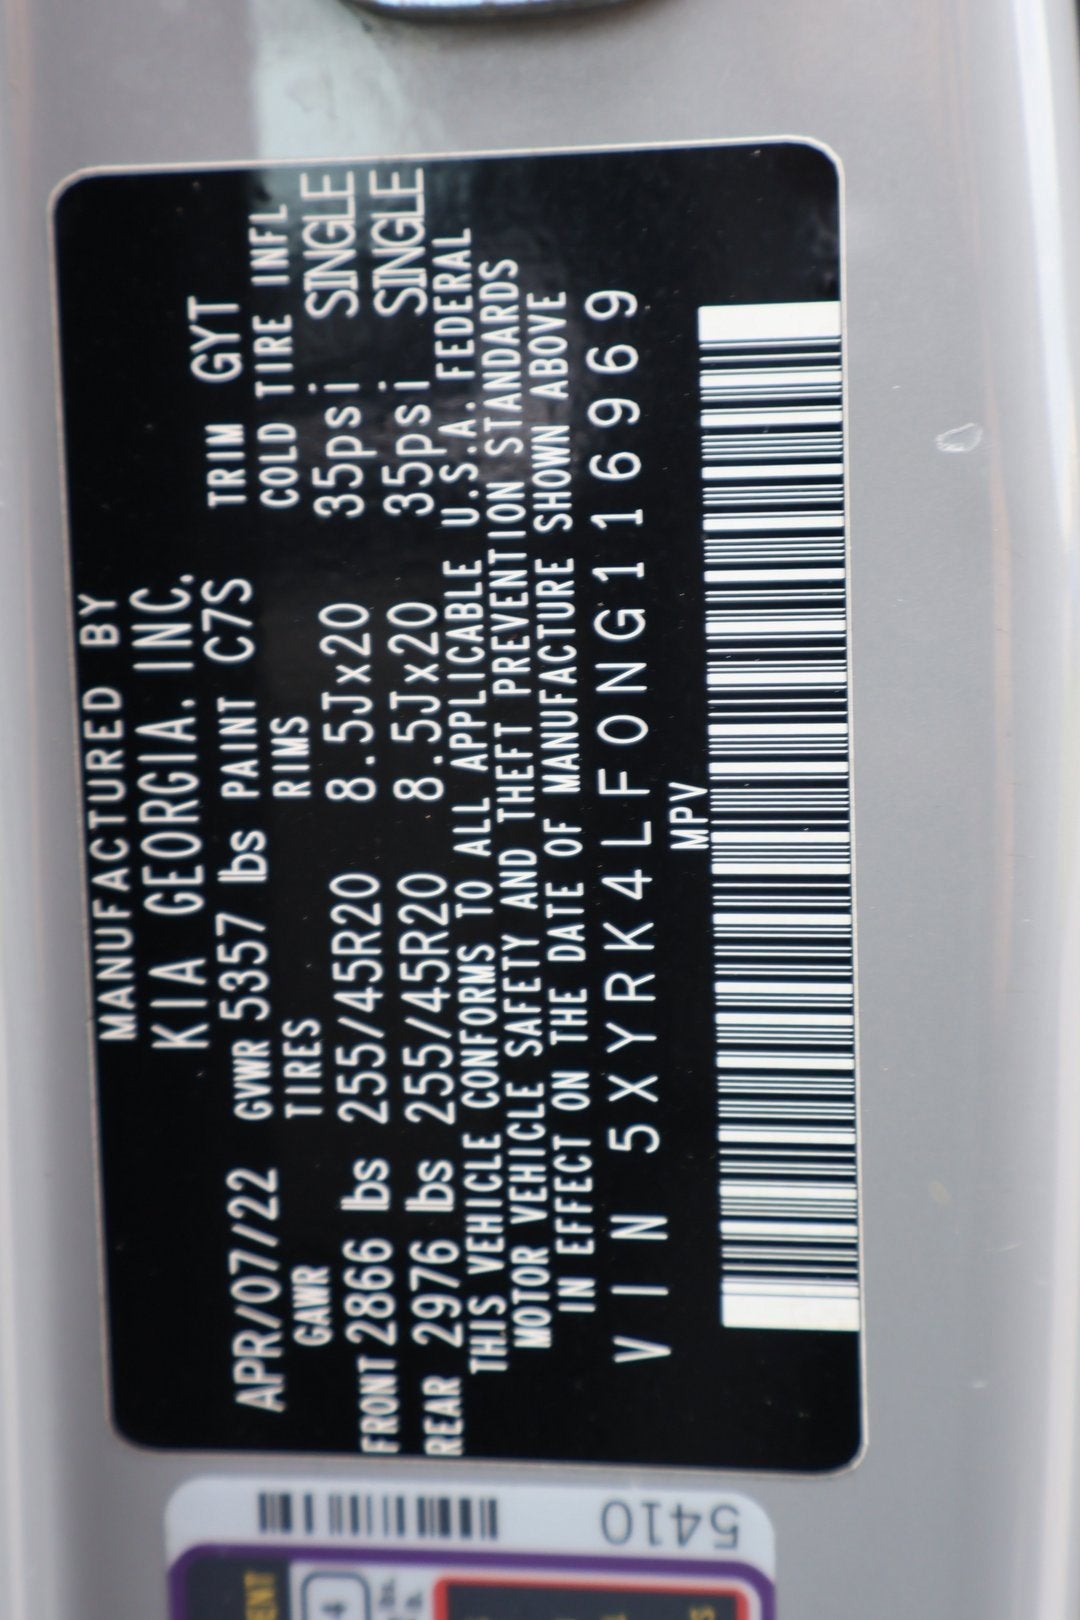 MANUFACTURED BY
KIA GEORGIA. INC.
APR/07/22 GVWR 5357 lbs PAINT C7S TRIM GYT
GAWR TIRES RIMS COLD TIRE INFL
FRONT 2866 lbs 255/45R20 8.5Jx20 35psi SINGLE
REAR 2976 lbs 255/45R20 8.5Jx20 35psi SINGLE
THIS VEHICLE CONFORMS TO ALL APPLICABLE U.S.A. FEDERAL
MOTOR VEHICLE SAFETY AND THEFT PREVENTION STANDARDS
IN EFFECT ON THE DATE OF MANUFACTURE SHOWN ABOVE
VIN 5XYRK4LF0NG116969
MPV
5410
4